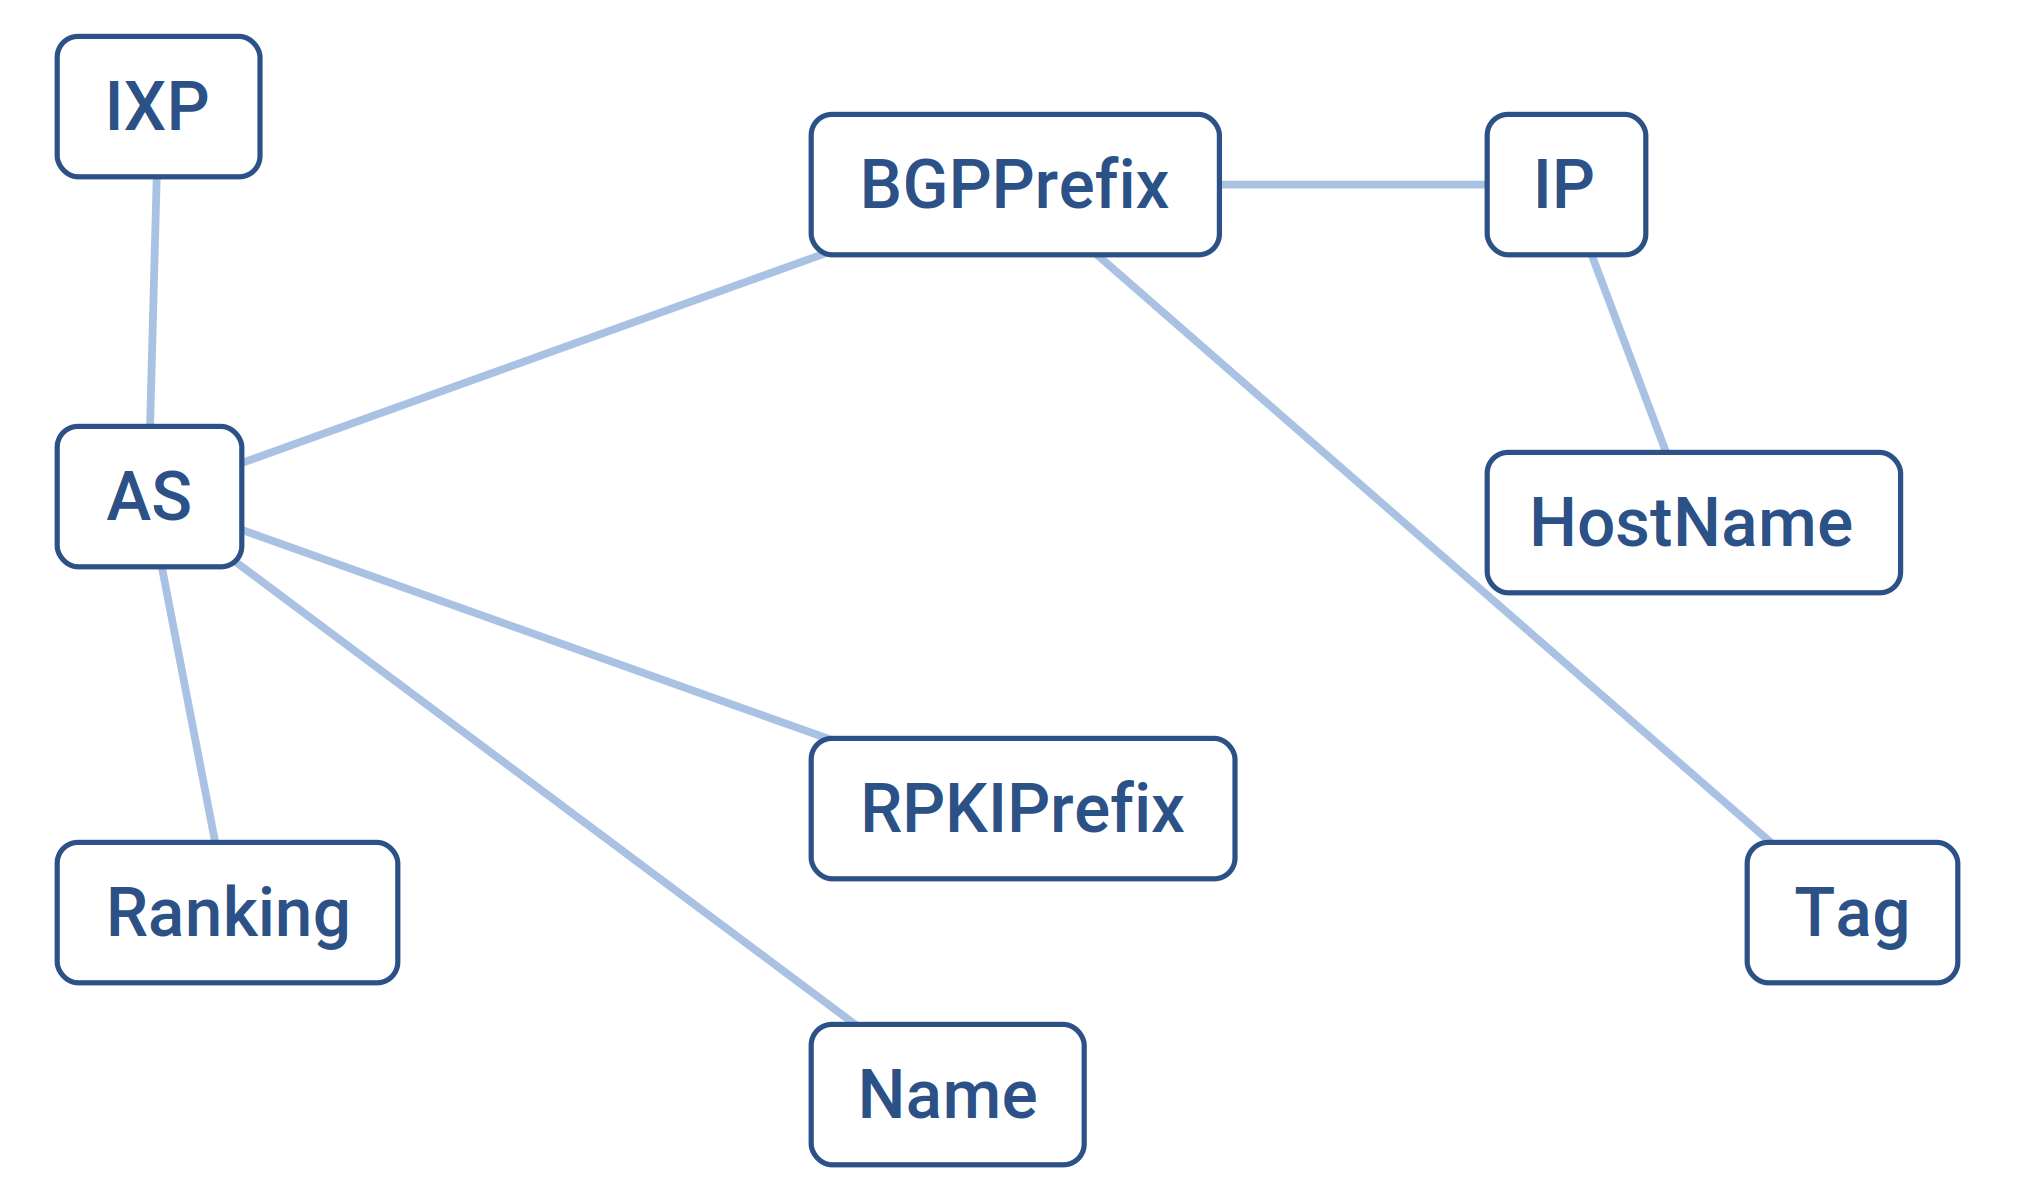 IXP
BGPPrefix
IP
AS
HostName
RPKIPrefix
Ranking
Tag
Name